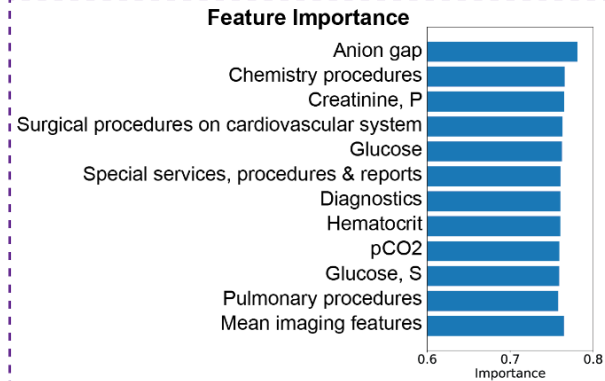 Feature Importance
Anion gap
Chemistry procedures
Creatinine, P
Surgical procedures on cardiovascular system
Glucose
Special services, procedures & reports
Diagnostics
Hematocrit
pCO2
Glucose, S
Pulmonary procedures
Mean imaging features
0.6 0.7 0.8
Importance